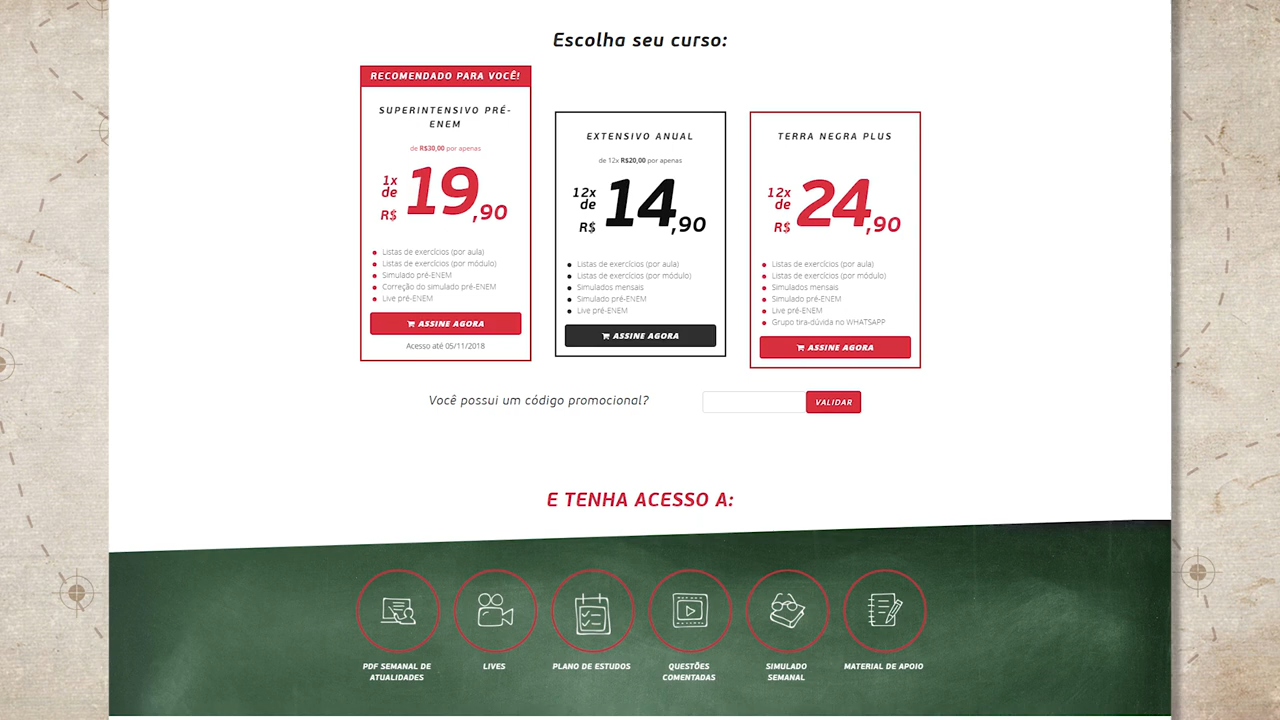 Escolha seu curso:
RECOMENDADO PARA VOCÊ!
SUPERINTENSIVO PRÉ-
ENEM
de R$30,00 por apenas
1x
de
R$ 19,90
Listas de exercícios (por aula)
Listas de exercícios (por módulo)
Simulado pré-ENEM
Correção do simulado pré-ENEM
Live pré-ENEM
ASSINE AGORA
Acesso até 05/11/2018
EXTENSIVO ANUAL
de 12x R$20,00 por apenas
12x
de
R$ 14,90
Listas de exercícios (por aula)
Listas de exercícios (por módulo)
Simulados mensais
Simulado pré-ENEM
Live pré-ENEM
ASSINE AGORA
TERRA NEGRA PLUS
12x
de
R$ 24,90
Listas de exercícios (por aula)
Listas de exercícios (por módulo)
Simulados mensais
Simulado pré-ENEM
Live pré-ENEM
Grupo tira-dúvida no WHATSAPP
ASSINE AGORA
Você possui um código promocional?
VALIDAR
E TENHA ACESSO A:
PDF SEMANAL DE
ATUALIDADES
LIVES
PLANO DE ESTUDOS
QUESTÕES
COMENTADAS
SIMULADO
SEMANAL
MATERIAL DE APOIO